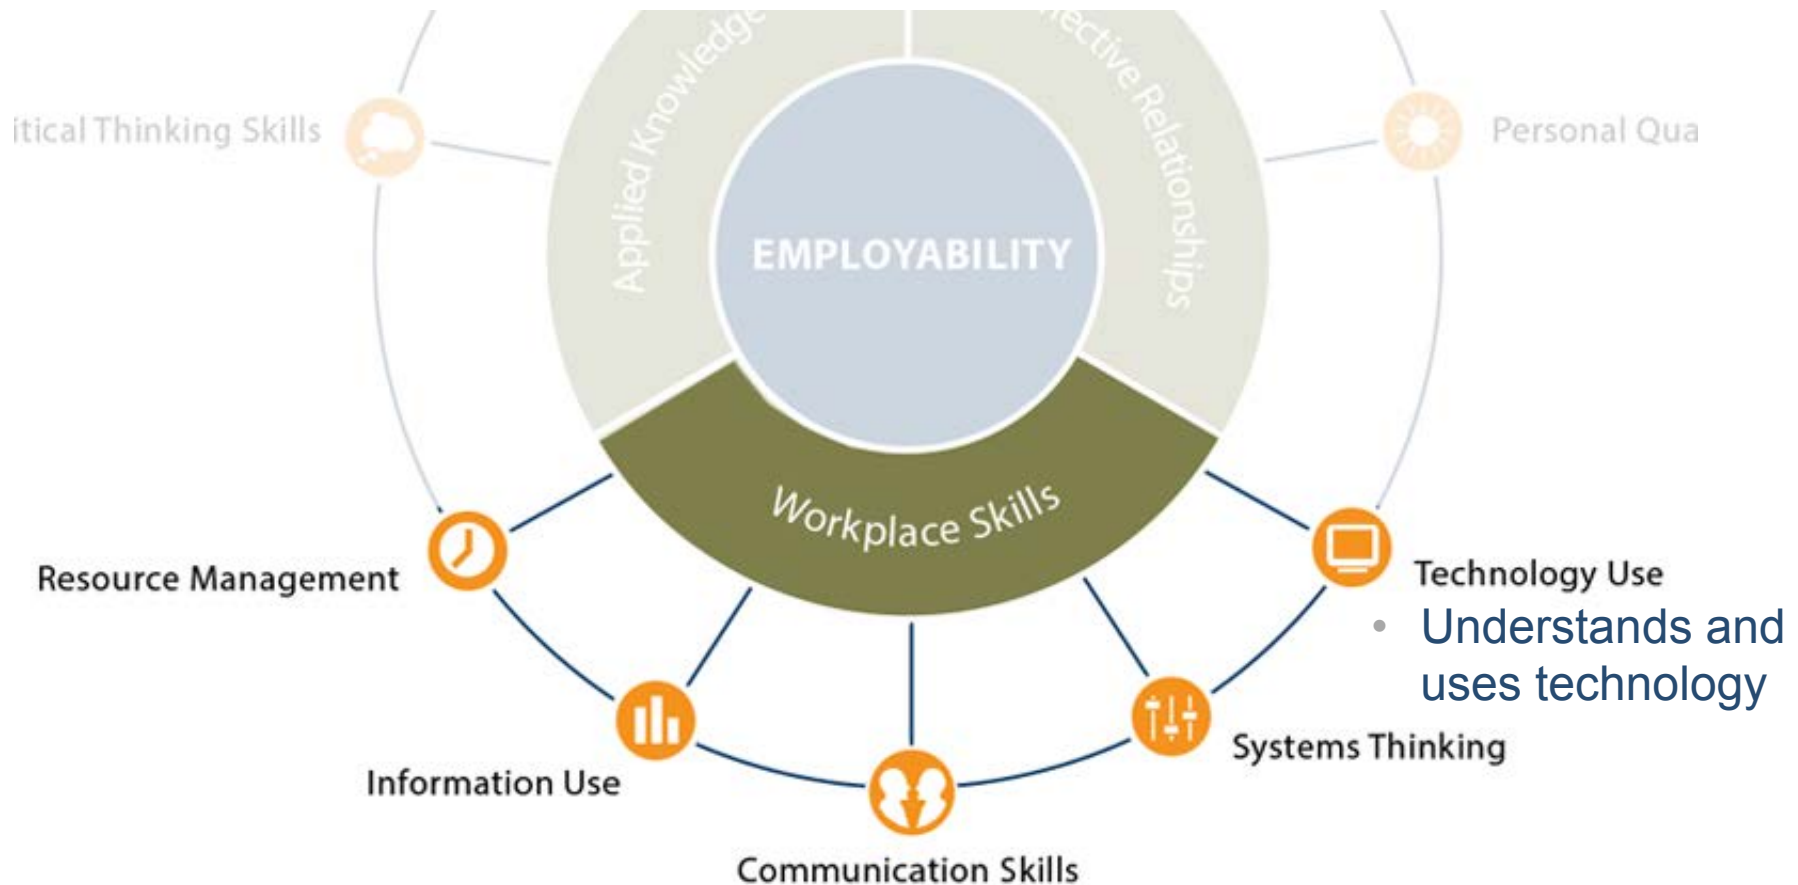 Applied Knowledge
ective Relationships
itical Thinking Skills
Personal Qua
EMPLOYABILITY
Workplace Skills
Resource Management
Technology Use
• Understands and
uses technology
Systems Thinking
Information Use
Communication Skills